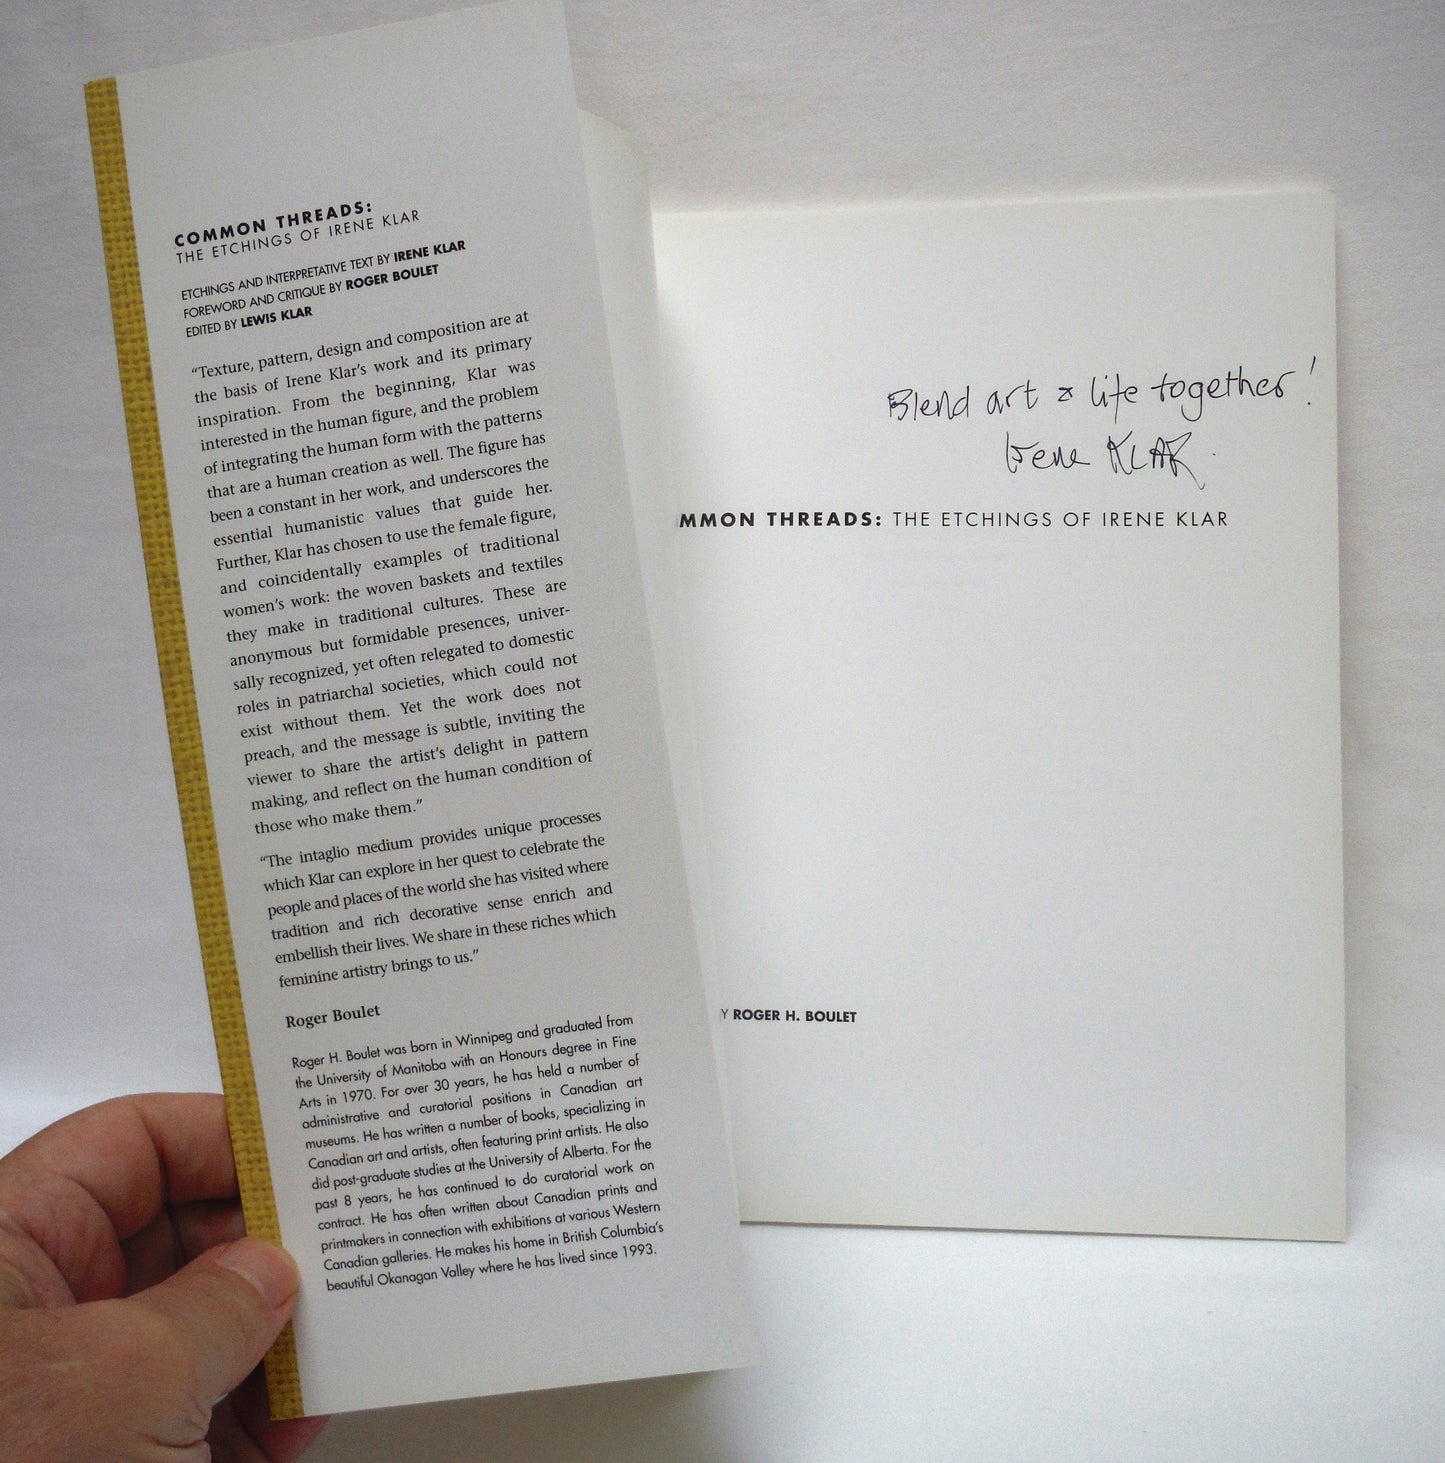 COMMON THREADS:
THE ETCHINGS OF IRENE KLAR
ETCHINGS AND INTERPRETATIVE TEXT BY IRENE KLAR
FOREWORD AND CRITIQUE BY ROGER BOULET
EDITED BY LEWIS KLAR
“Texture, pattern, design and composition are at
the basis of Irene Klar’s work and its primary
inspiration. From the beginning, Klar was
interested in the human figure, and the problem
of integrating the human form with the patterns
that are a human creation as well. The figure has
been a constant in her work, and underscores the
essential humanistic values that guide her.
Further, Klar has chosen to use the female figure,
and coincidentally examples of traditional
women’s work: the woven baskets and textiles
they make in traditional cultures. These are
anonymous but formidable presences, univer-
sally recognized, yet often relegated to domestic
roles in patriarchal societies, which could not
exist without them. Yet the work does not
preach, and the message is subtle, inviting the
viewer to share the artist’s delight in pattern
making, and reflect on the human condition of
those who make them.”
“The intaglio medium provides unique processes
which Klar can explore in her quest to celebrate the
people and places of the world she has visited where
tradition and rich decorative sense enrich and
embellish their lives. We share in these riches which
feminine artistry brings to us.”
Roger Boulet
Roger H. Boulet was born in Winnipeg and graduated from
the University of Manitoba with an Honours degree in Fine
Arts in 1970. For over 30 years, he has held a number of
administrative and curatorial positions in Canadian art
museums. He has written a number of books, specializing in
Canadian art and artists, often featuring print artists. He also
did post-graduate studies at the University of Alberta. For the
past 8 years, he has continued to do curatorial work on
contract. He has often written about Canadian prints and
printmakers in connection with exhibitions at various Western
Canadian galleries. He makes his home in British Columbia’s
beautiful Okanagan Valley where he has lived since 1993.
Blend art & life together!
Irene KLAR
MMON THREADS: THE ETCHINGS OF IRENE KLAR
Y ROGER H. BOULET